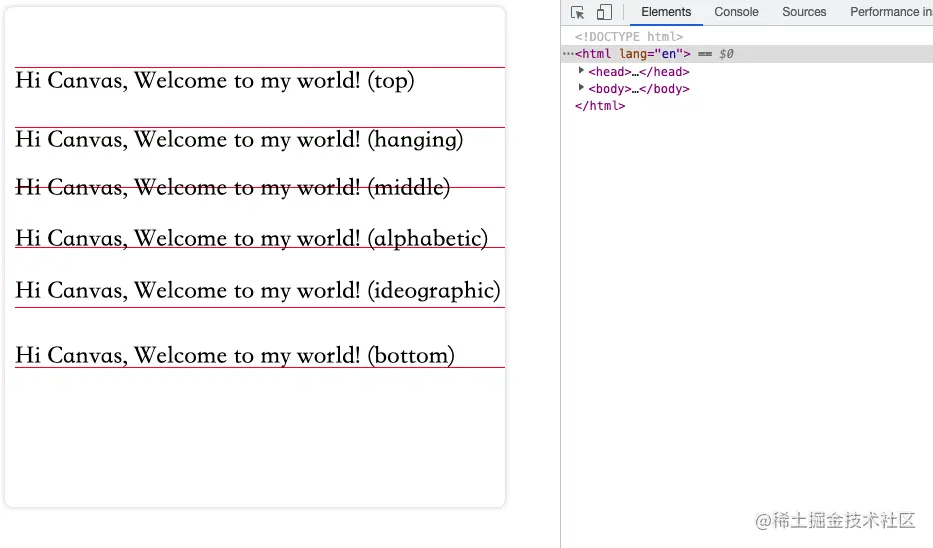 Hi Canvas, Welcome to my world! (top)
Hi Canvas, Welcome to my world! (hanging)
Hi Canvas, Welcome to my world! (middle)
Hi Canvas, Welcome to my world! (alphabetic)
Hi Canvas, Welcome to my world! (ideographic)
Hi Canvas, Welcome to my world! (bottom)
Elements Console Sources Performance in
<!DOCTYPE html>
…<html lang="en"> == $0
▶<head>…</head>
▶<body>…</body>
</html>
@稀土掘金技术社区